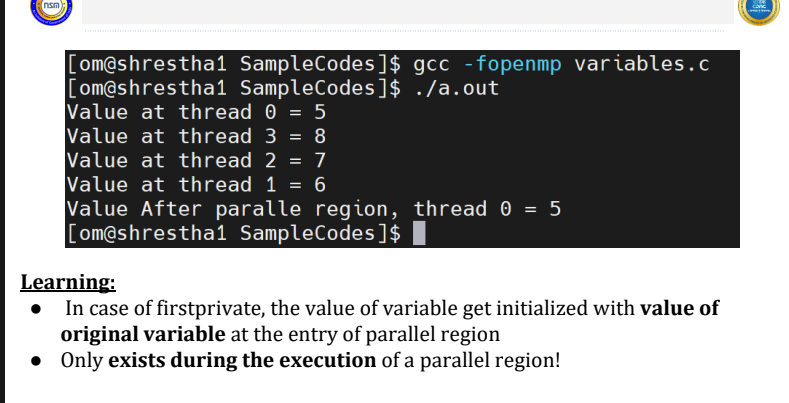 nsm
[om@shrestha1 SampleCodes]$ gcc -fopenmp variables.c
[om@shrestha1 SampleCodes]$ ./a.out
Value at thread 0 = 5
Value at thread 3 = 8
Value at thread 2 = 7
Value at thread 1 = 6
Value After paralle region, thread 0 = 5
[om@shrestha1 SampleCodes]$
Learning:
● In case of firstprivate, the value of variable get initialized with value of
original variable at the entry of parallel region
● Only exists during the execution of a parallel region!